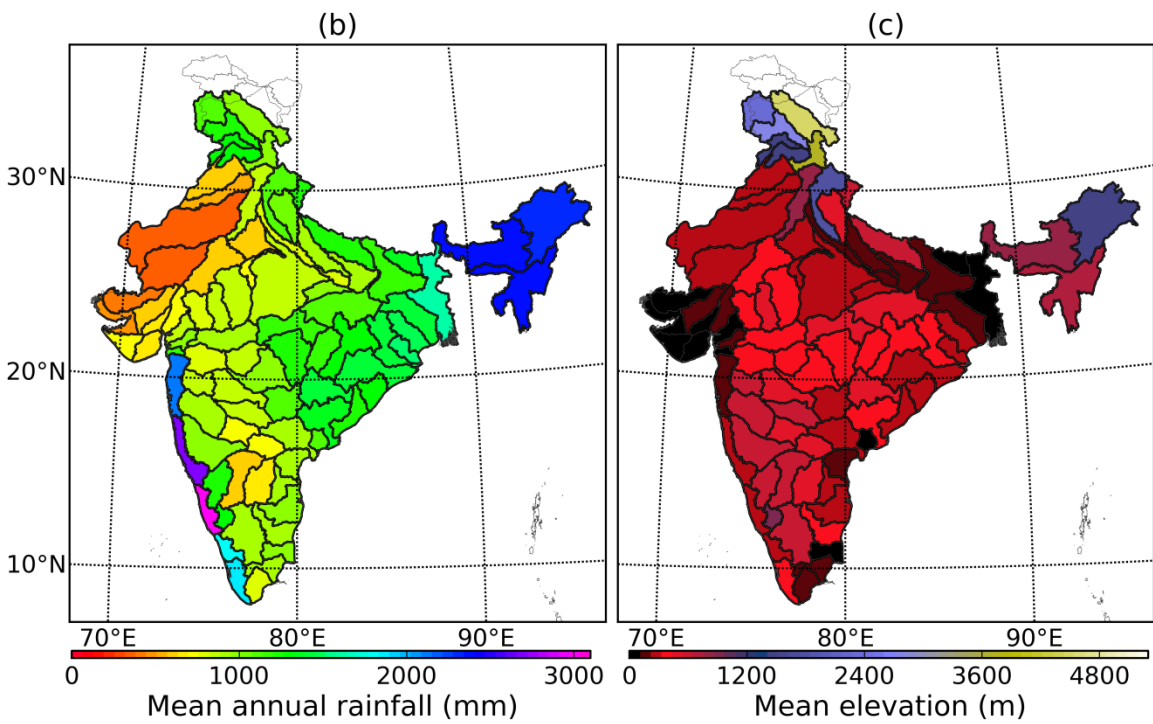 (b) (c)
30°N
20°N
10°N
70°E 80°E 90°E 70°E 80°E 90°E
0 1000 2000 3000 0 1200 2400 3600 4800
Mean annual rainfall (mm) Mean elevation (m)